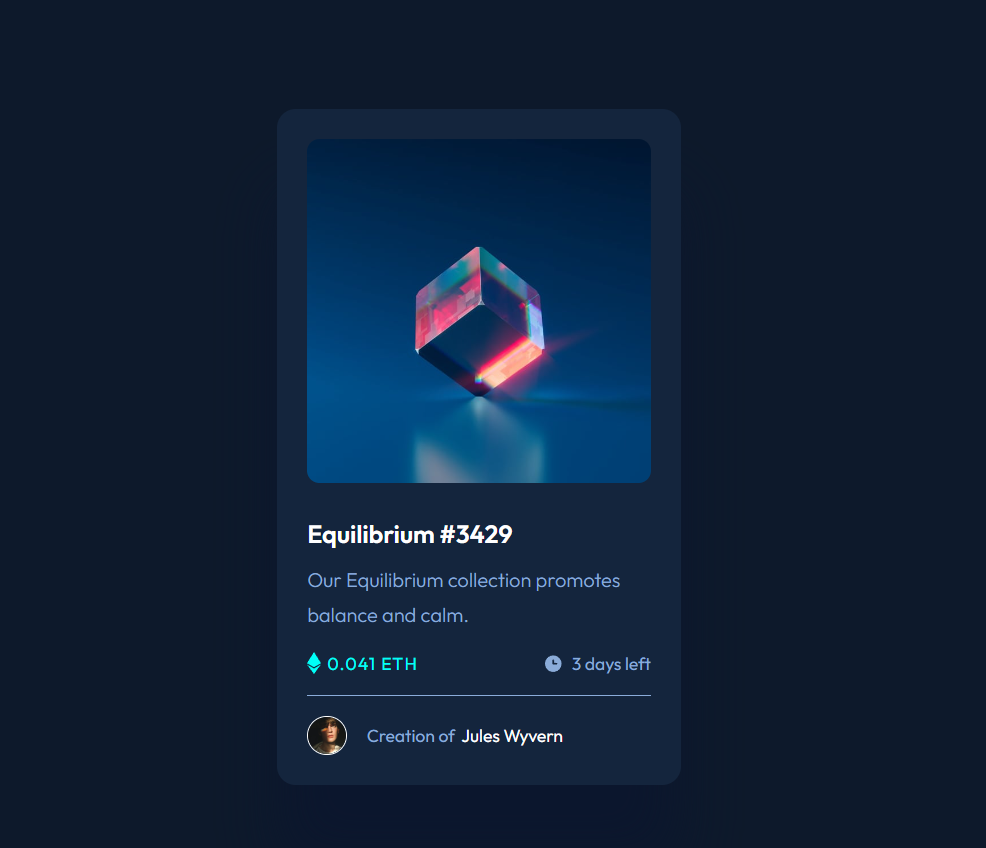 Equilibrium #3429
Our Equilibrium collection promotes
balance and calm.
0.041 ETH
3 days left
Creation of Jules Wyvern